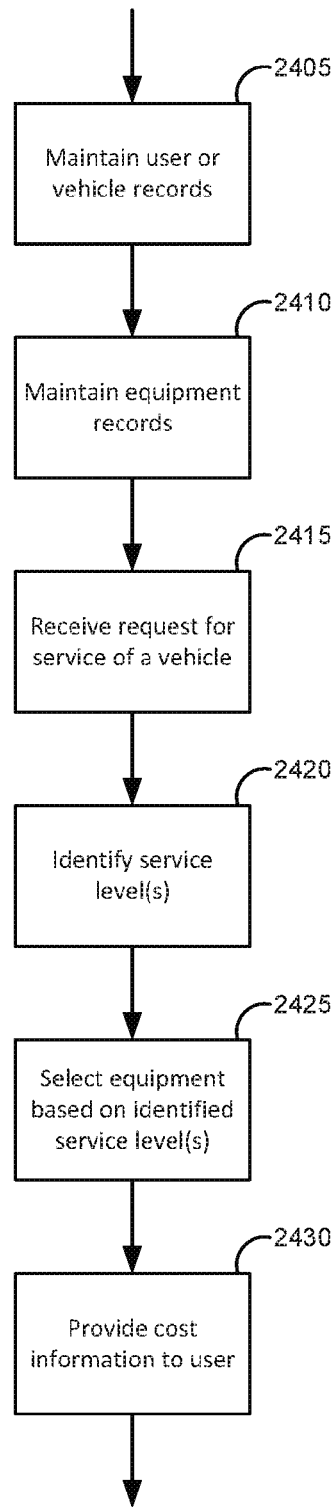 2405
Maintain user or
vehicle records
2410
Maintain equipment
records
2415
Receive request for
service of a vehicle
2420
Identify service
level(s)
2425
Select equipment
based on identified
service level(s)
2430
Provide cost
information to user